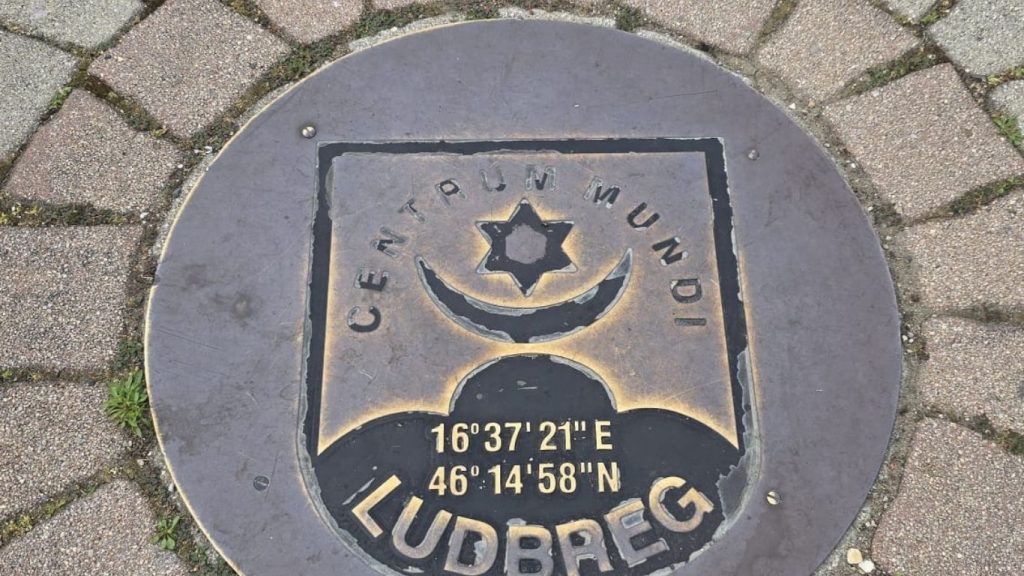 CENTRUM MUNDI
16° 37' 21" E
46° 14' 58" N
LUDBREG